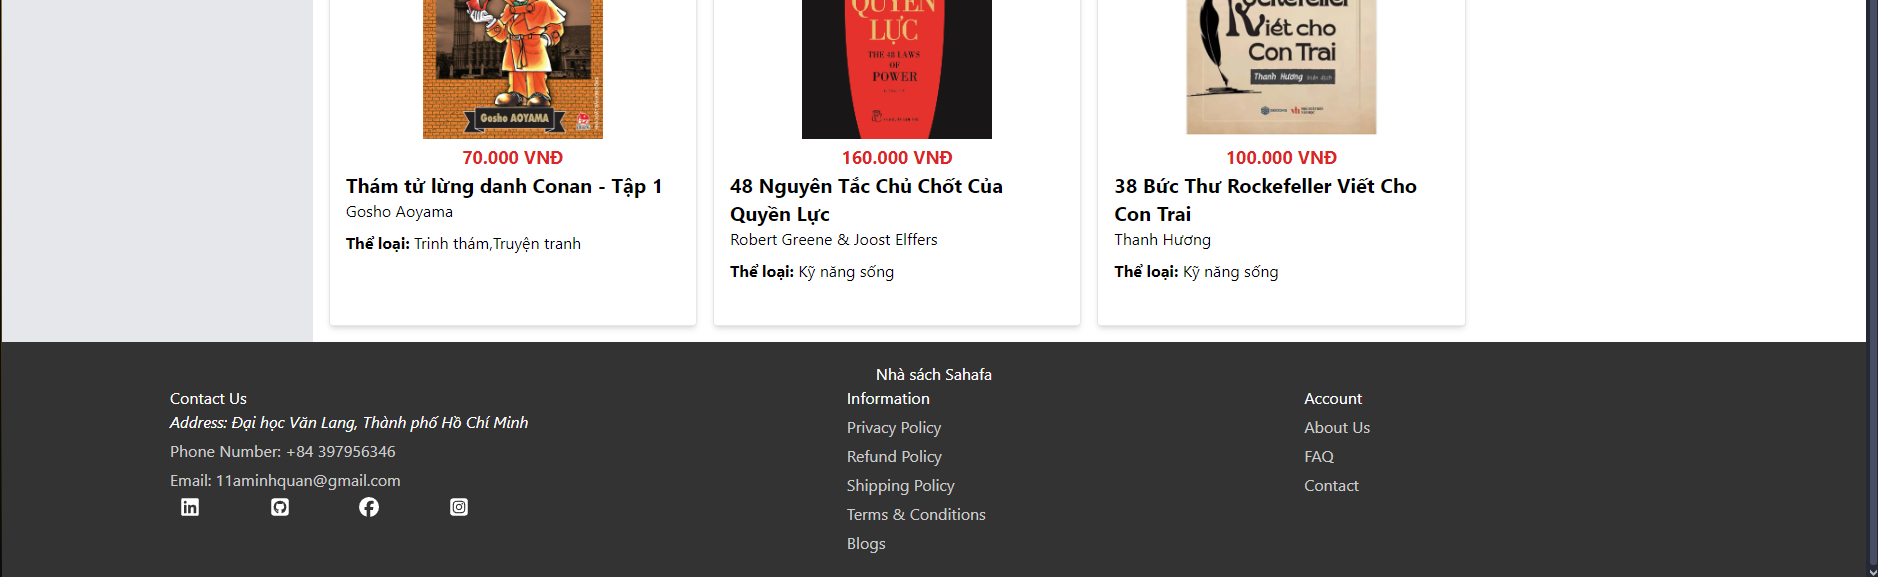 Gosho AOYAMA
QUYỀN
LỰC
THE 48 LAWS
OF
POWER
Rockefeller
Viết cho
Con Trai
Thanh Hương biên dịch
70.000 VNĐ
Thám tử lừng danh Conan - Tập 1
Gosho Aoyama
Thể loại: Trinh thám,Truyện tranh
160.000 VNĐ
48 Nguyên Tắc Chủ Chốt Của
Quyền Lực
Robert Greene & Joost Elffers
Thể loại: Kỹ năng sống
100.000 VNĐ
38 Bức Thư Rockefeller Viết Cho
Con Trai
Thanh Hương
Thể loại: Kỹ năng sống
Nhà sách Sahafa
Contact Us
Address: Đại học Văn Lang, Thành phố Hồ Chí Minh
Phone Number: +84 397956346
Email: 11aminhquan@gmail.com
Information
Privacy Policy
Refund Policy
Shipping Policy
Terms & Conditions
Blogs
Account
About Us
FAQ
Contact